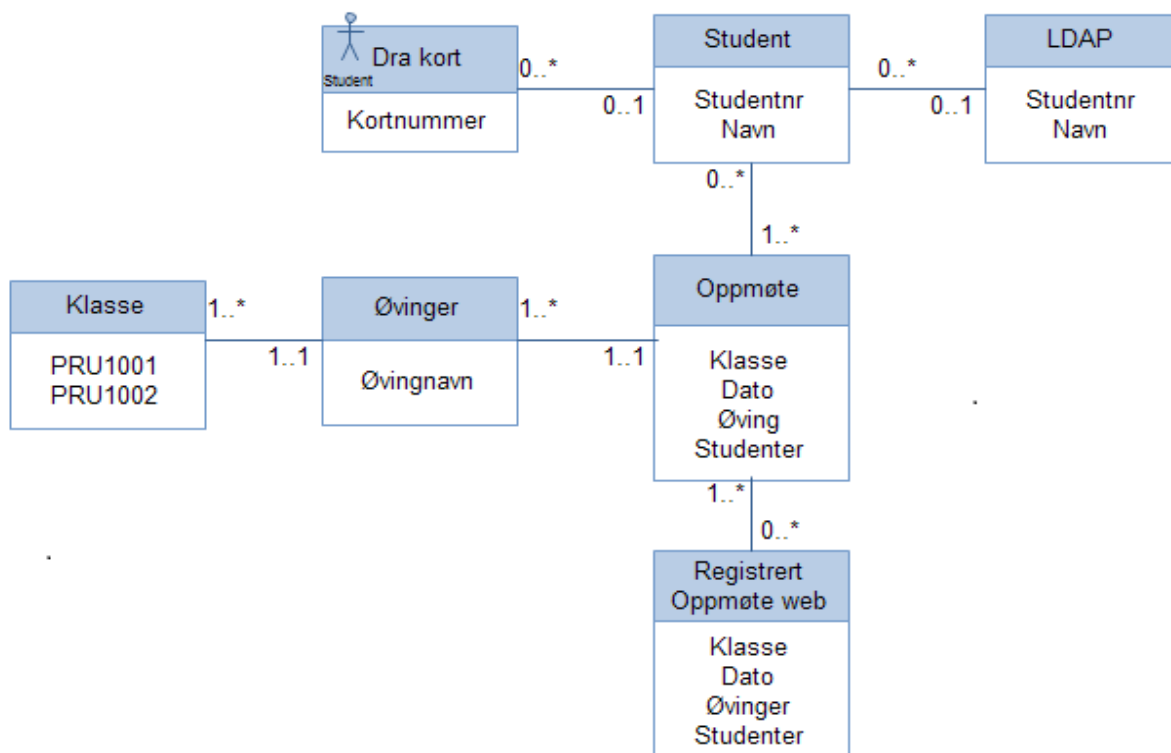 Dra kort
Student
Kortnummer
0..*
0..1
Student
Studentnr
Navn
0..*
0..1
LDAP
Studentnr
Navn
0..*
1..*
Klasse
PRU1001
PRU1002
1..*
1..1
Øvinger
Øvingnavn
1..*
1..1
Oppmøte
Klasse
Dato
Øving
Studenter
1..*
0..*
Registrert
Oppmøte web
Klasse
Dato
Øvinger
Studenter